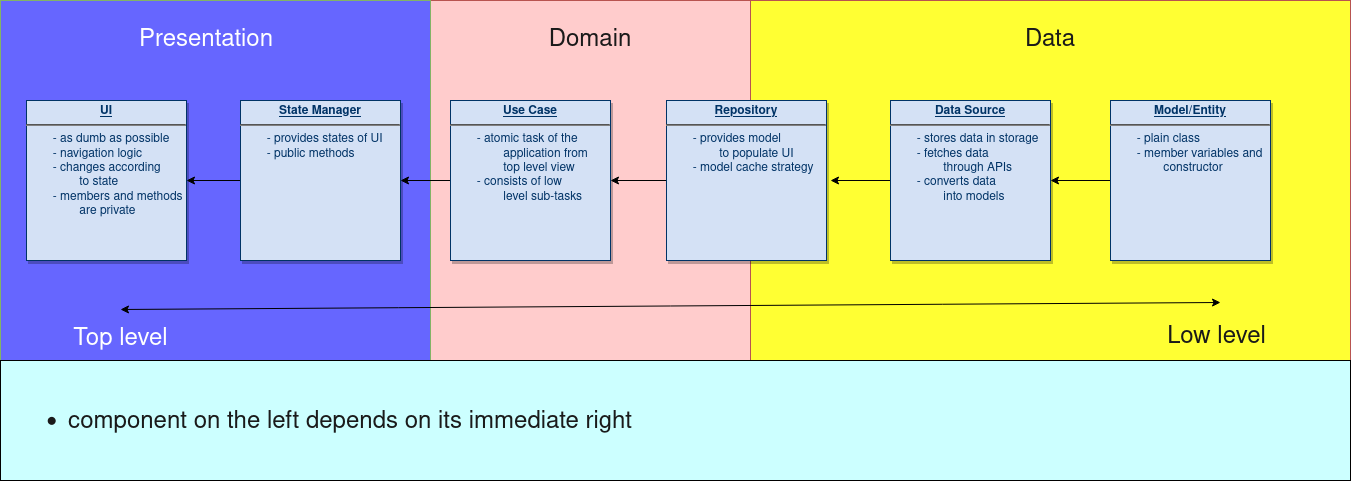 Presentation
Domain
Data
UI
- as dumb as possible
- navigation logic
- changes according
to state
- members and methods
are private
State Manager
- provides states of UI
- public methods
Use Case
- atomic task of the
application from
top level view
- consists of low
level sub-tasks
Repository
- provides model
to populate UI
- model cache strategy
Data Source
- stores data in storage
- fetches data
through APIs
- converts data
into models
Model/Entity
- plain class
- member variables and
constructor
Top level
Low level
• component on the left depends on its immediate right